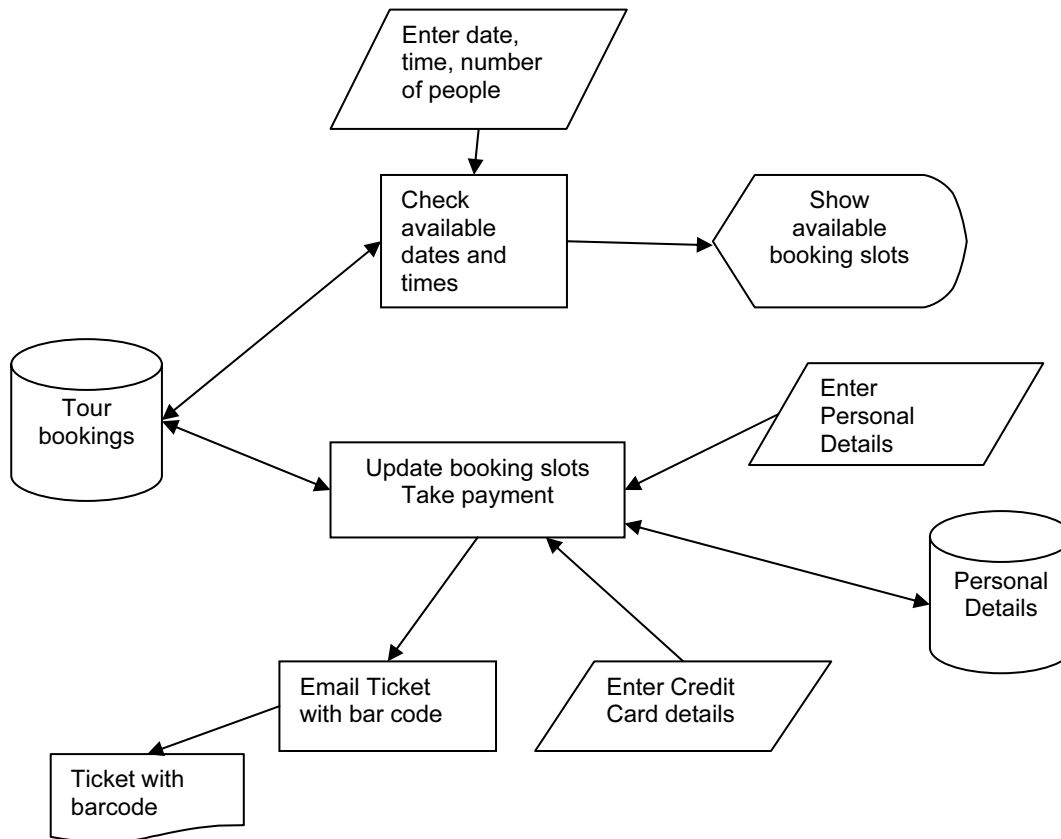 Enter date,
time, number
of people
Check
available
dates and
times
Show
available
booking slots
Tour
bookings
Enter
Personal
Details
Update booking slots
Take payment
Personal
Details
Email Ticket
with bar code
Enter Credit
Card details
Ticket with
barcode